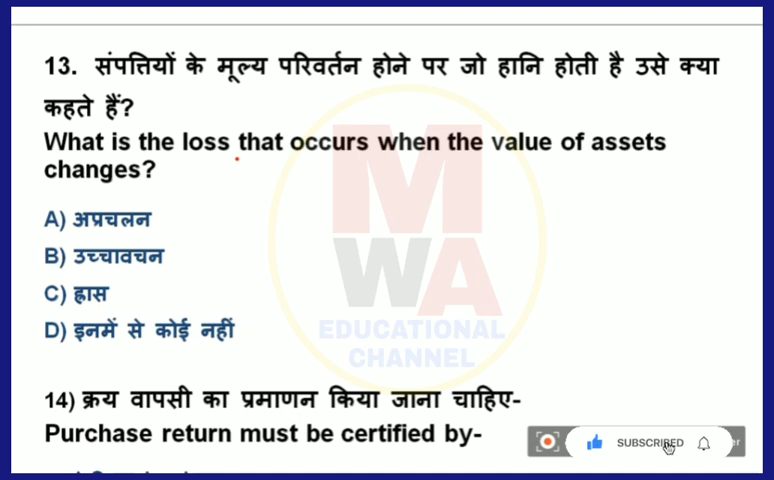 13. संपत्तियों के मूल्य परिवर्तन होने पर जो हानि होती है उसे क्या
कहते हैं?
What is the loss that occurs when the value of assets
changes?
A) अप्रचलन
B) उच्चावचन
C) ह्रास
D) इनमें से कोई नहीं
M
WA
EDUCATIONAL
CHANNEL
14) क्रय वापसी का प्रमाणन किया जाना चाहिए-
Purchase return must be certified by-
SUBSCRIBED
er